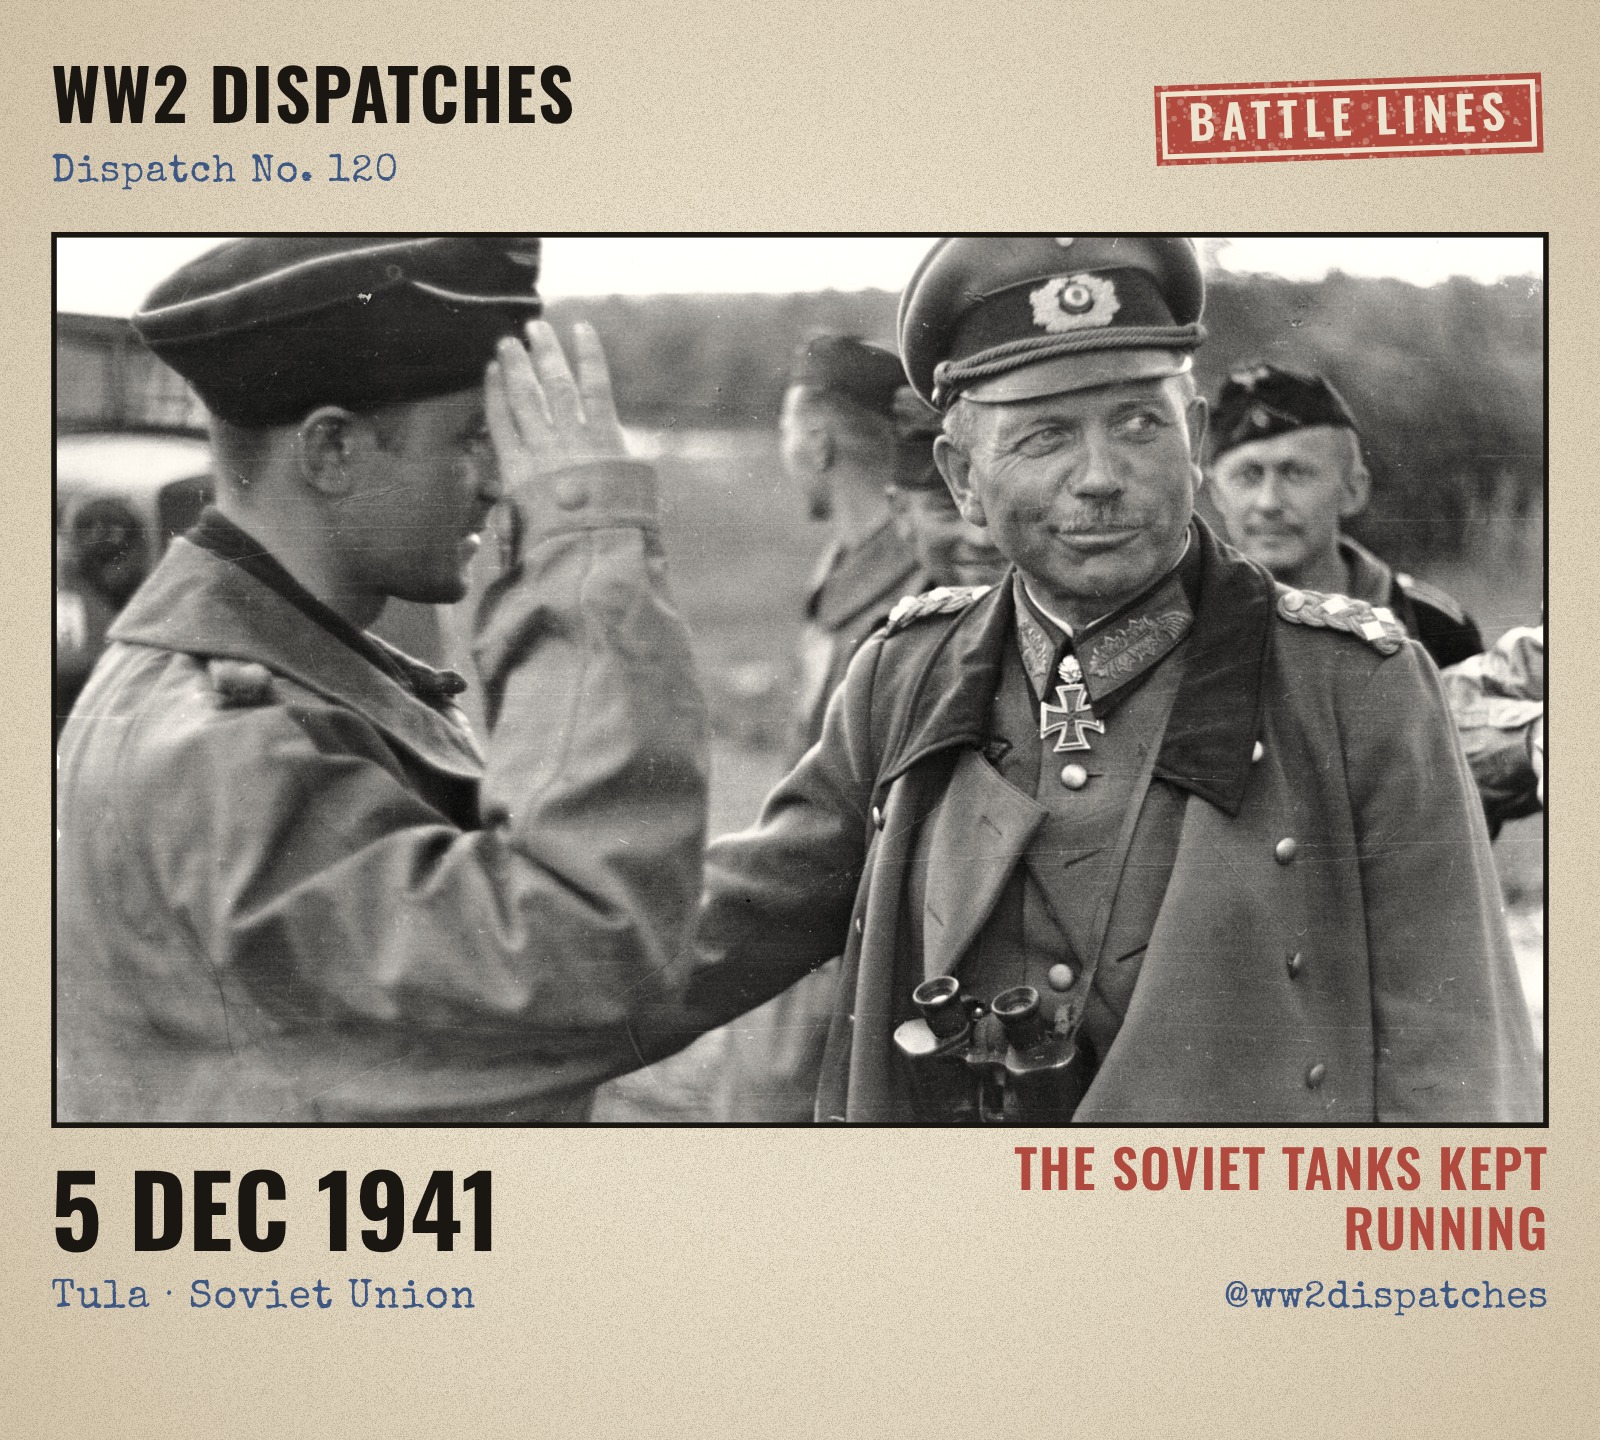 WW2 DISPATCHES
Dispatch No. 120
BATTLE LINES
5 DEC 1941
Tula · Soviet Union
THE SOVIET TANKS KEPT
RUNNING
@ww2dispatches